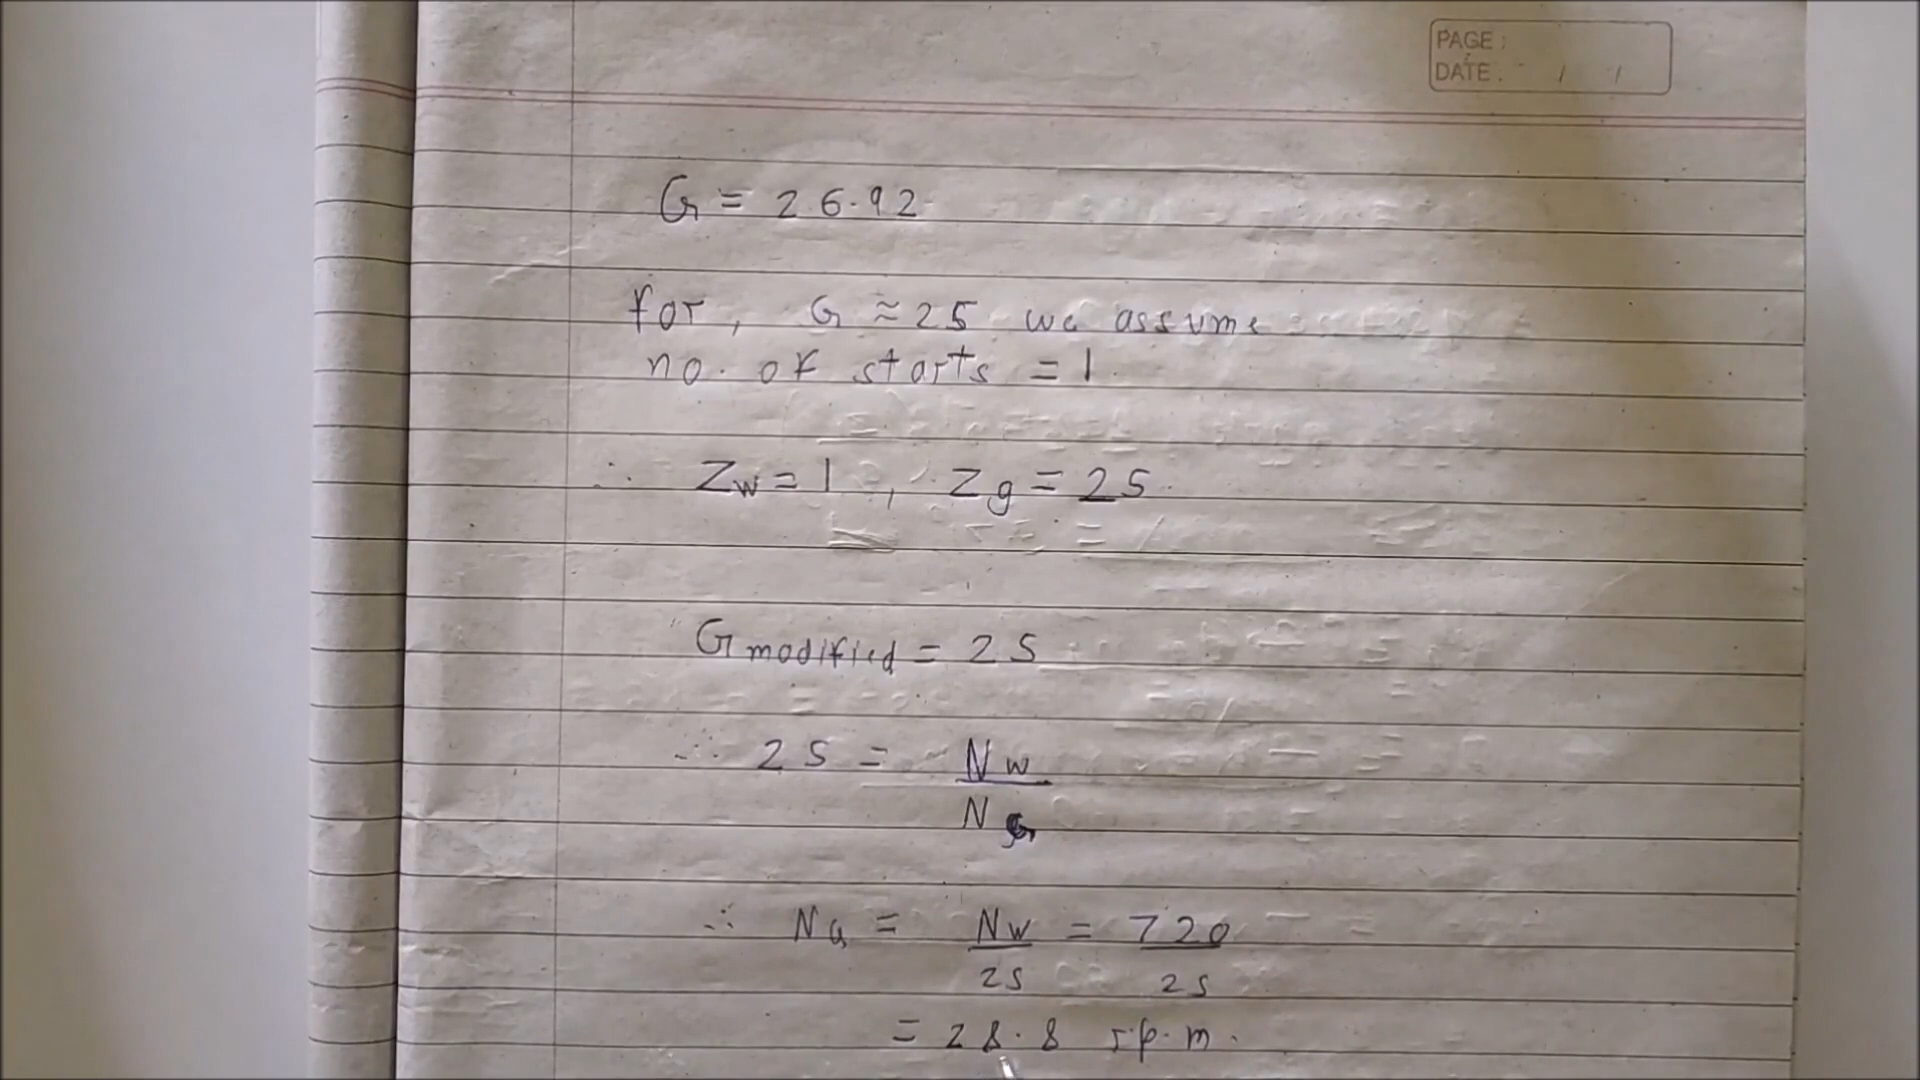 PAGE :
DATE : / /
G = 26.92
for, G ≈ 25 we assume
no. of starts = 1.
∴ Zw = 1, Zg = 25.
G modified = 25
∴ 25 = Nw
NG
∴ NG = Nw = 720
25 25
= 28.8 r.p.m.